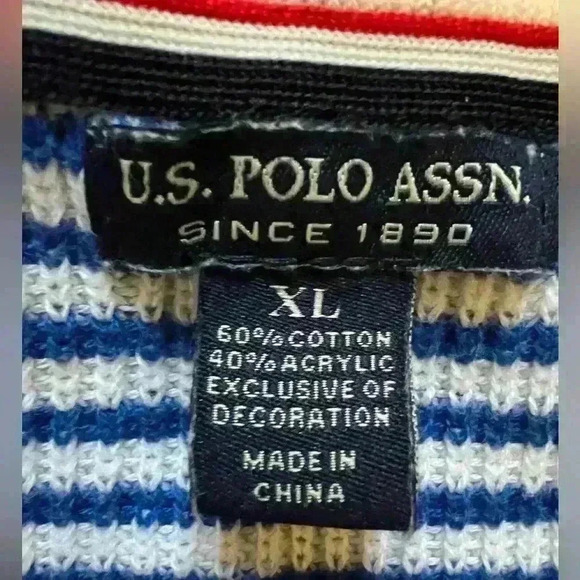 U.S. POLO ASSN.
SINCE 1890
XL
60% COTTON
40% ACRYLIC
EXCLUSIVE OF
DECORATION
MADE IN
CHINA